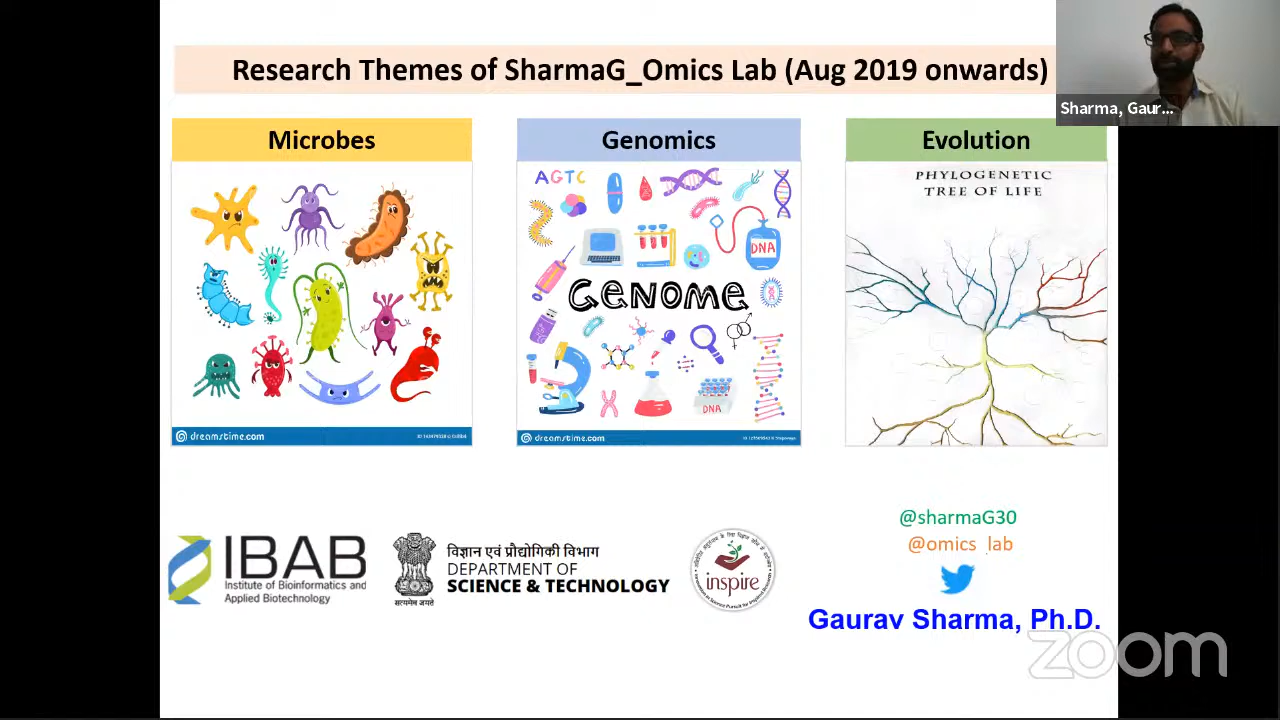 Research Themes of SharmaG_Omics Lab (Aug 2019 onwards)
Sharma, Gaur...
Microbes
Genomics
Evolution
AGTC
DNA
GENOME
DNA
dreamstime.com
dreamstime.com
PHYLOGENETIC
TREE OF LIFE
IBAB
Institute of Bioinformatics and
Applied Biotechnology
सत्यमेव जयते
विज्ञान एवं प्रौद्योगिकी विभाग
DEPARTMENT OF
SCIENCE & TECHNOLOGY
inspire
@sharmaG30
@omics_lab
Gaurav Sharma, Ph.D.
zoom